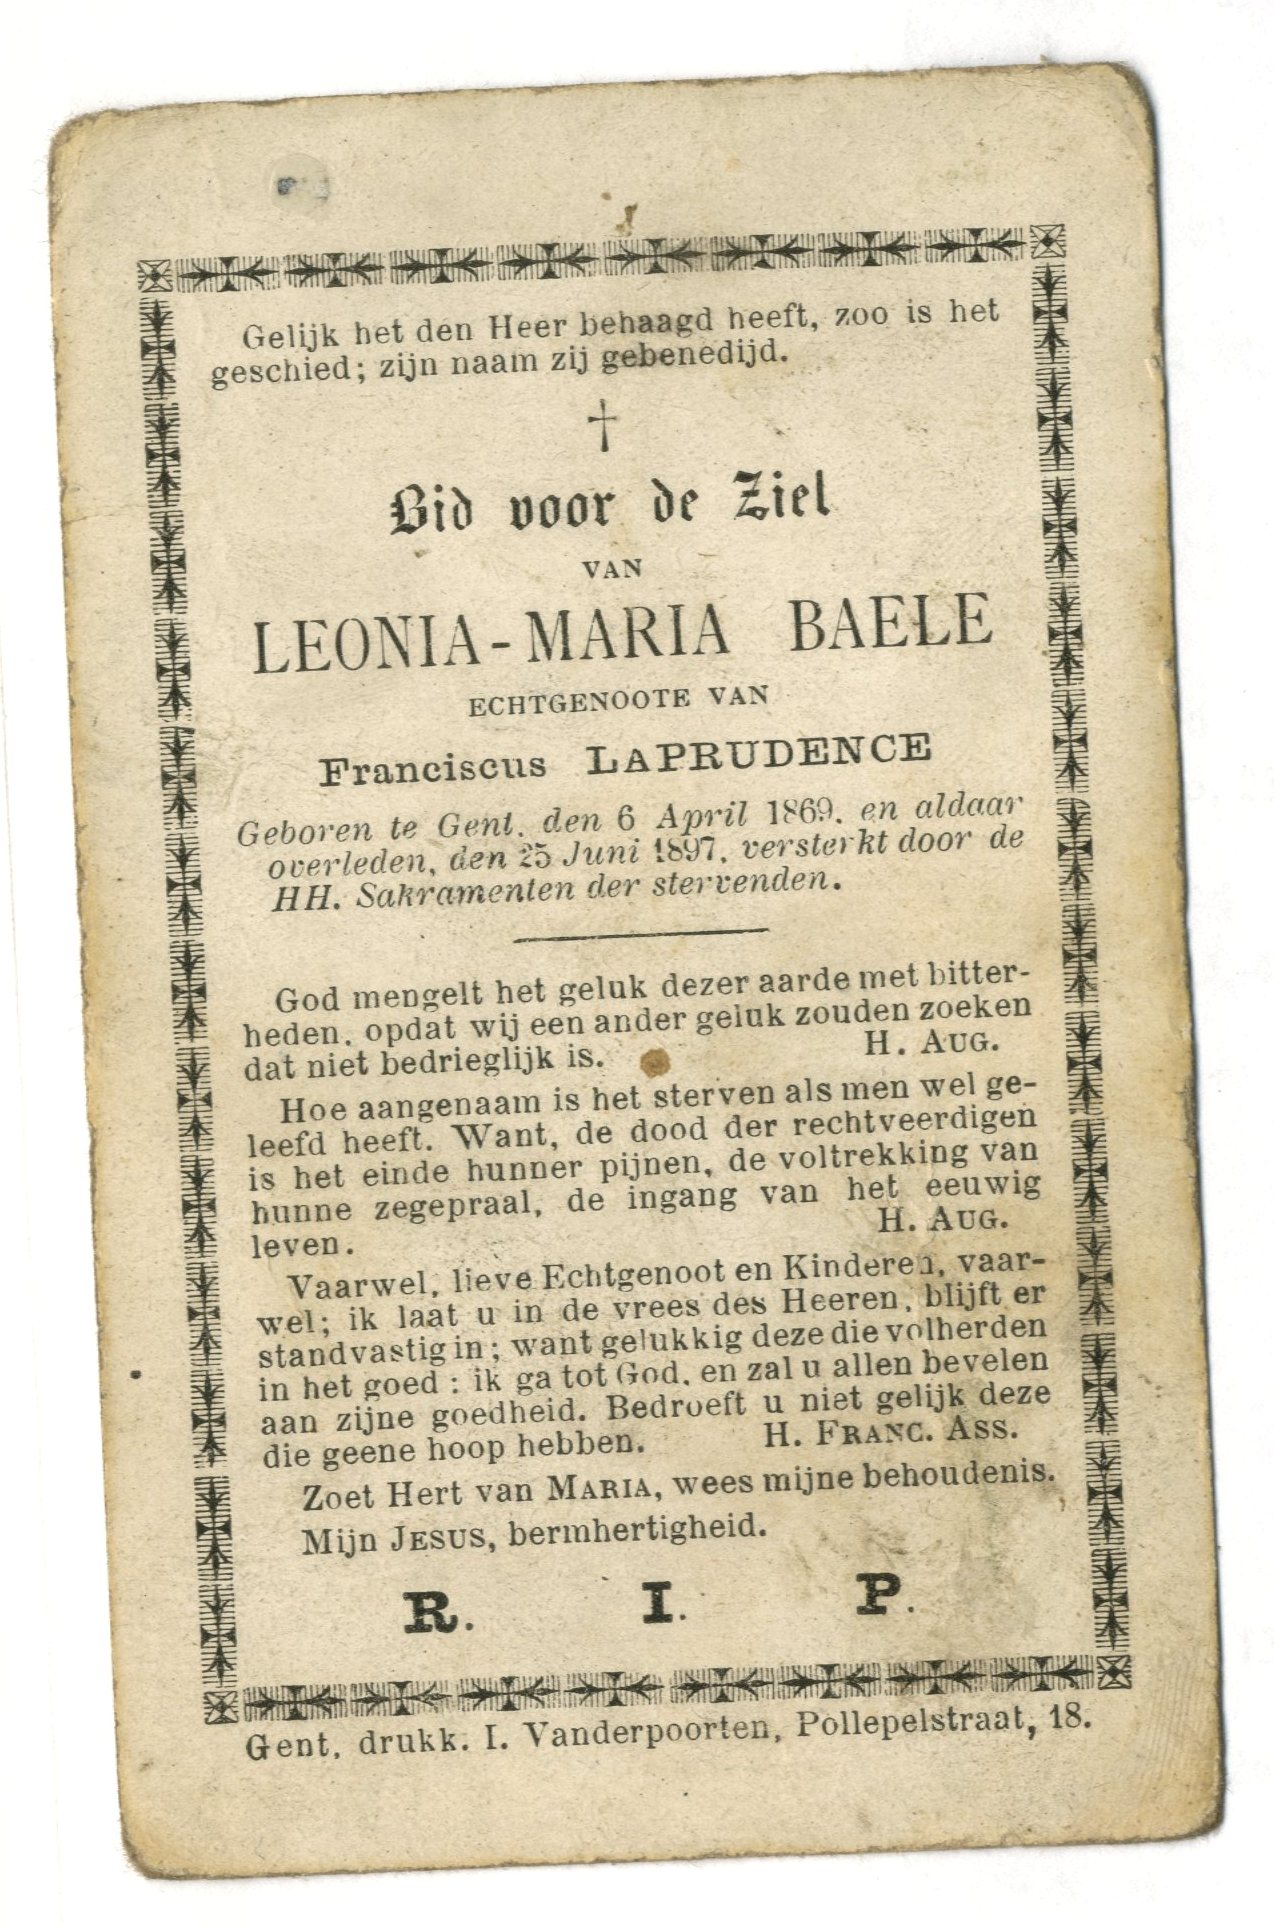 Gelijk het den Heer behaagd heeft, zoo is het
geschied; zijn naam zij gebenedijd.
†
Bid voor de Ziel
VAN
LEONIA-MARIA BAELE
ECHTGENOOTE VAN
Franciscus LAPRUDENCE
Geboren te Gent, den 6 April 1869, en aldaar
overleden, den 25 Juni 1897, versterkt door de
HH. Sakramenten der stervenden.
God mengelt het geluk dezer aarde met bitter-
heden, opdat wij een ander geluk zouden zoeken
dat niet bedrieglijk is. H. AUG.
Hoe aangenaam is het sterven als men wel ge-
leefd heeft. Want, de dood der rechtveerdigen
is het einde hunner pijnen, de voltrekking van
hunne zegepraal, de ingang van het eeuwig
leven. H. AUG.
Vaarwel, lieve Echtgenoot en Kinderen, vaar-
wel; ik laat u in de vrees des Heeren, blijft er
standvastig in; want gelukkig deze die volherden
in het goed : ik ga tot God, en zal u allen bevelen
aan zijne goedheid. Bedroeft u niet gelijk deze
die geene hoop hebben. H. FRANC. ASS.
Zoet Hert van MARIA, wees mijne behoudenis.
Mijn JESUS, bermhertigheid.
R. I. P.
Gent, drukk. I. Vanderpoorten, Pollepelstraat, 18.